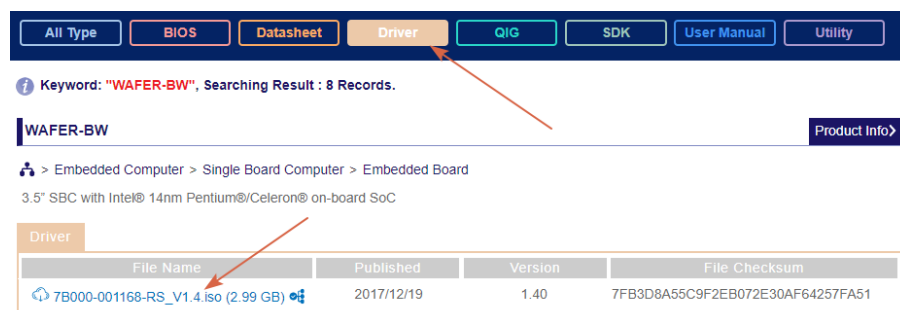 All Type BIOS Datasheet Driver QIG SDK User Manual Utility
Keyword: "WAFER-BW", Searching Result : 8 Records.
WAFER-BW Product Info>
> Embedded Computer > Single Board Computer > Embedded Board
3.5" SBC with Intel® 14nm Pentium®/Celeron® on-board SoC
Driver
File Name Published Version File Checksum
7B000-001168-RS_V1.4.iso (2.99 GB) 2017/12/19 1.40 7FB3D8A55C9F2EB072E30AF64257FA51